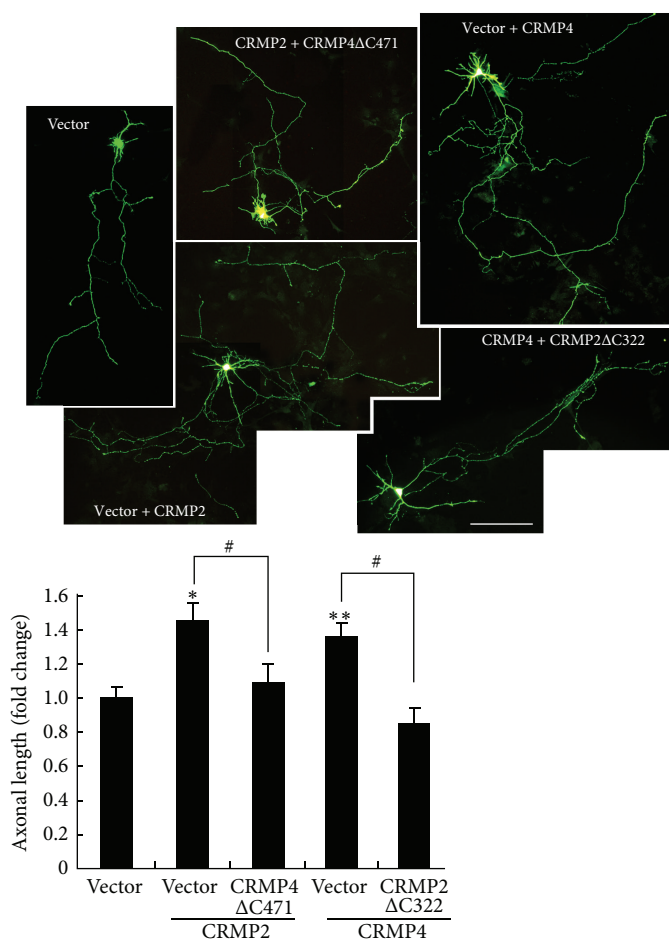 CRMP2 + CRMP4ΔC471
Vector + CRMP4
Vector
CRMP4 + CRMP2ΔC322
Vector + CRMP2
#
#
*
**
Axonal length (fold change)
1.6
1.4
1.2
1.0
0.8
0.6
0.4
0.2
0
Vector Vector CRMP4 Vector CRMP2
ΔC471 ΔC322
CRMP2 CRMP4